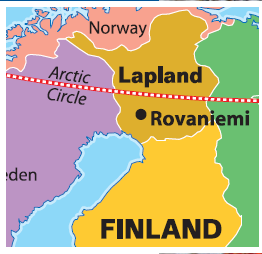 Norway
Arctic
Circle
Lapland
Rovaniemi
eden
FINLAND